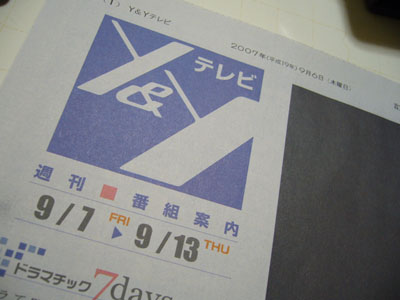 (1) Y&Yテレビ
2007年(平成19年)9月6日 (木曜日)
Y&Y テレビ
週刊■番組案内
9/7 FRI ▶ 9/13 THU
ドラマチック 7days